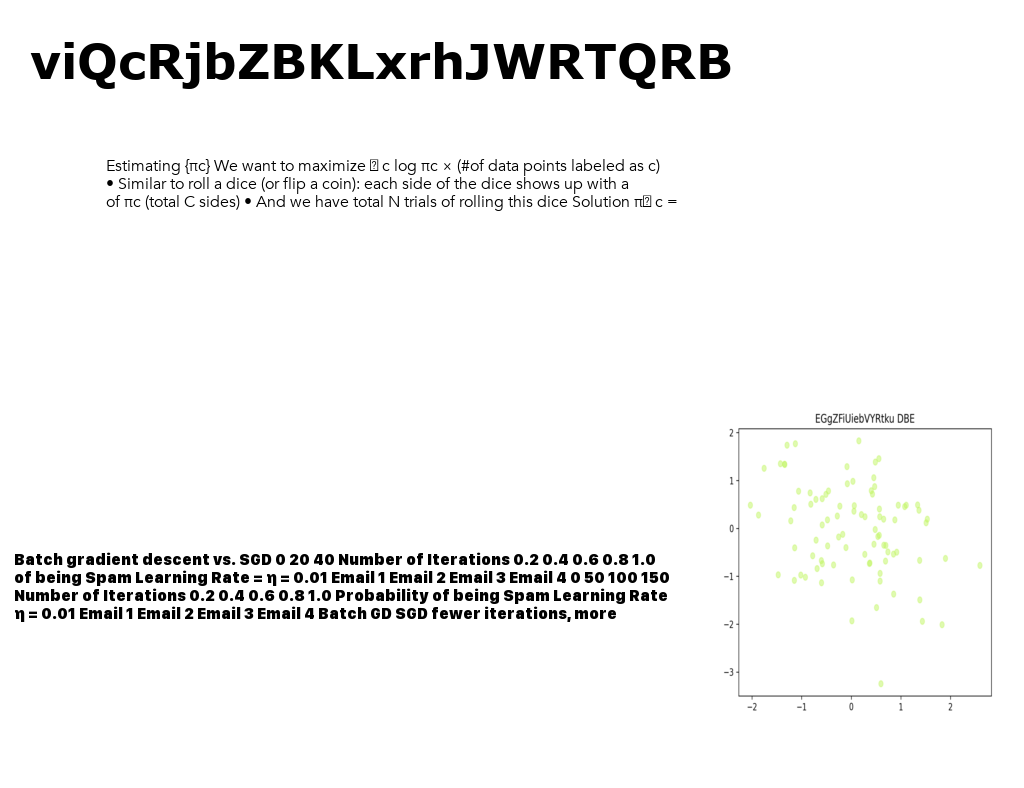 viQcRjbZBKLxrhJWRTQRB
Estimating {πc} We want to maximize c log πc × (#of data points labeled as c)
• Similar to roll a dice (or flip a coin): each side of the dice shows up with a
of πc (total C sides) • And we have total N trials of rolling this dice Solution π c =
EGgZFiUiebVYRtku DBE
2
1
0
−1
−2
−3
−2 −1 0 1 2
Batch gradient descent vs. SGD 0 20 40 Number of Iterations 0.2 0.4 0.6 0.8 1.0
of being Spam Learning Rate = η = 0.01 Email 1 Email 2 Email 3 Email 4 0 50 100 150
Number of Iterations 0.2 0.4 0.6 0.8 1.0 Probability of being Spam Learning Rate
η = 0.01 Email 1 Email 2 Email 3 Email 4 Batch GD SGD fewer iterations, more